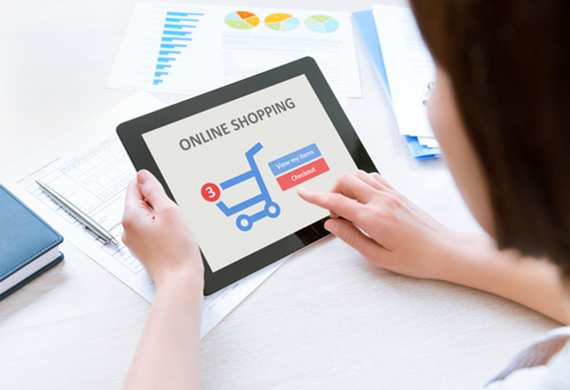 ONLINE SHOPPING
3
View my items
Checkout